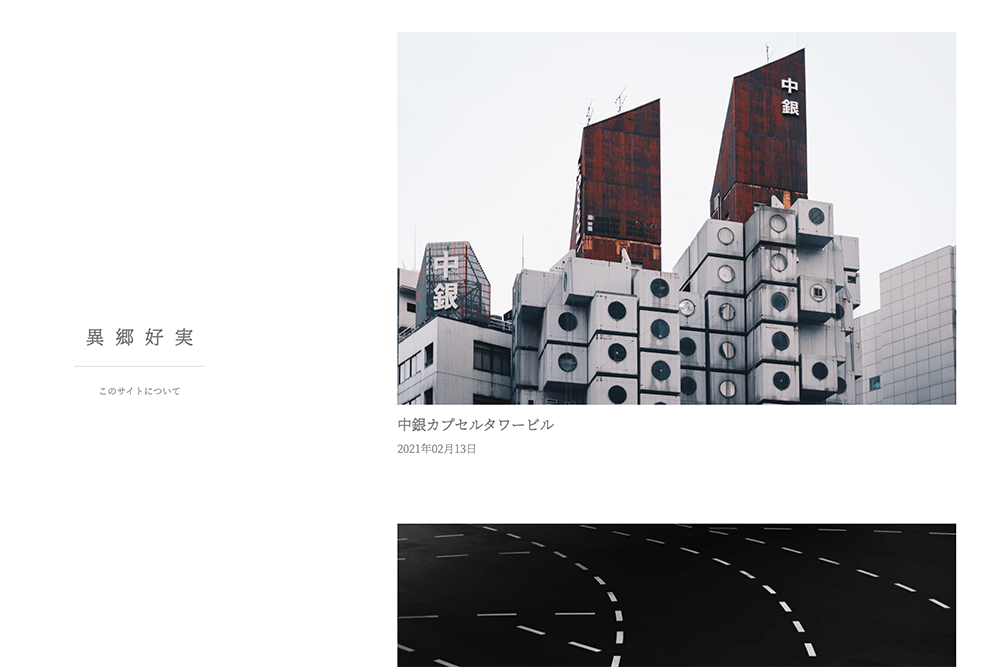 異郷好実
このサイトについて
中銀
中銀
中銀カプセルタワービル
2021年02月13日